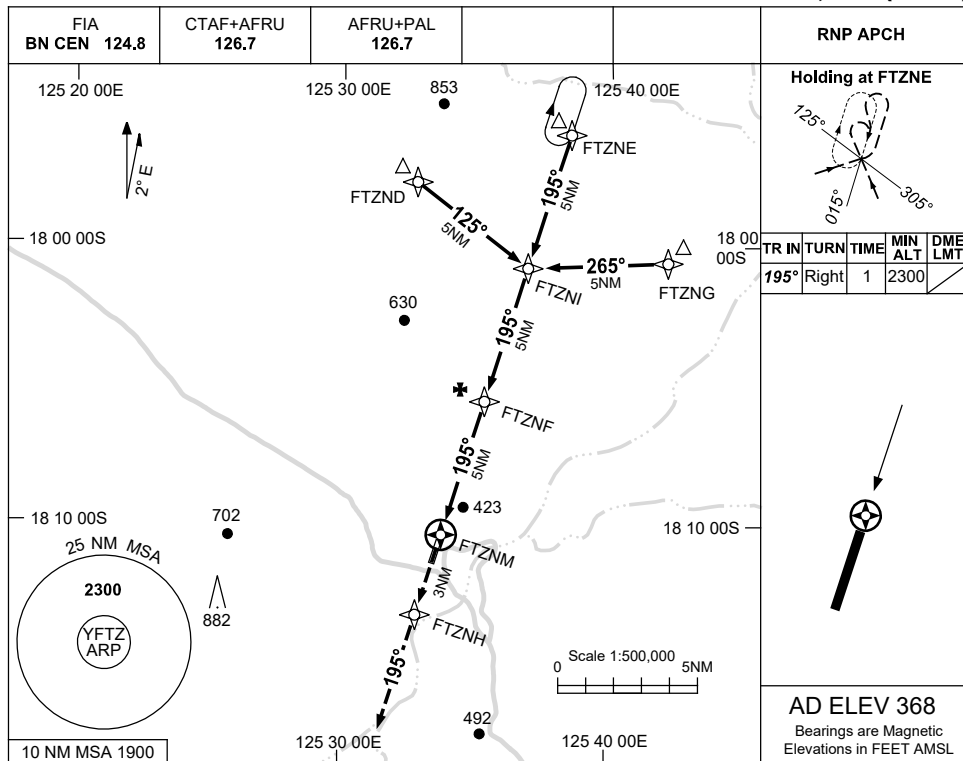 FIA
BN CEN 124.8
CTAF+AFRU
126.7
AFRU+PAL
126.7
RNP APCH
125 20 00E
125 30 00E
853
125 40 00E
2° E
FTZNE
FTZND
195°
5NM
125°
5NM
18 00 00S
18 00
00S
265°
5NM
FTZNI
FTZNG
630
195°
5NM
FTZNF
195°
5NM
423
18 10 00S
18 10 00S
702
FTZNM
25 NM MSA
2300
YFTZ
ARP
882
3NM
FTZNH
195°
Scale 1:500,000
0
5NM
492
10 NM MSA 1900
125 30 00E
125 40 00E
Holding at FTZNE
125°
305°
015°
TR IN TURN TIME MIN ALT DME LMT
195° Right 1 2300
AD ELEV 368
Bearings are Magnetic
Elevations in FEET AMSL